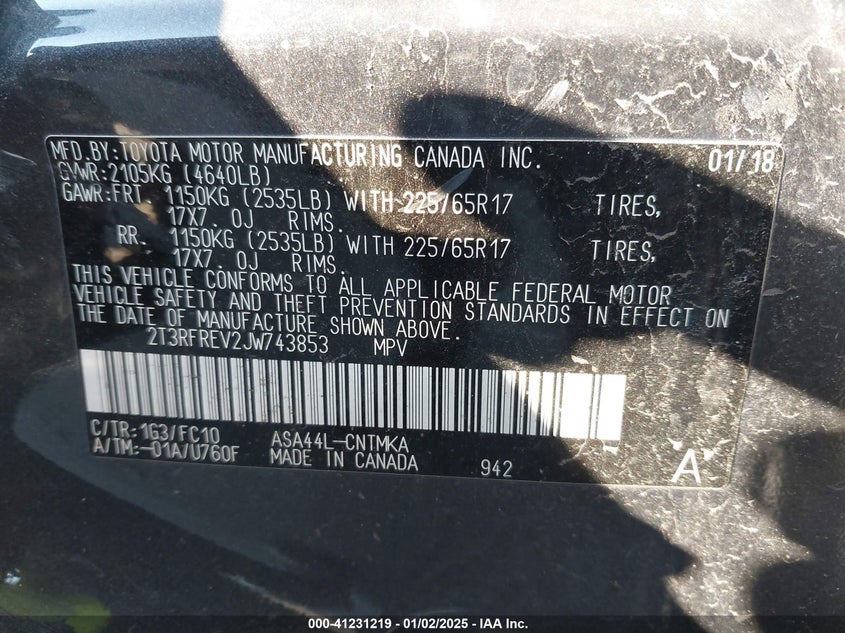 MFD.BY:TOYOTA MOTOR MANUFACTURING CANADA INC. 01/18
GVWR:2105KG (4640LB)
GAWR:FRT. 1150KG (2535LB) WITH 225/65R17 TIRES,
17X7.0J RIMS.
RR. 1150KG (2535LB) WITH 225/65R17 TIRES,
17X7.0J RIMS.
THIS VEHICLE CONFORMS TO ALL APPLICABLE FEDERAL MOTOR
VEHICLE SAFETY AND THEFT PREVENTION STANDARDS IN EFFECT ON
THE DATE OF MANUFACTURE SHOWN ABOVE.
2T3RFREV2JW743853 MPV
C/TR:1G3/FC10 ASA44L-CNTMKA
A/TM:-01A/U760F MADE IN CANADA 942 A
000-41231219 - 01/02/2025 - IAA Inc.